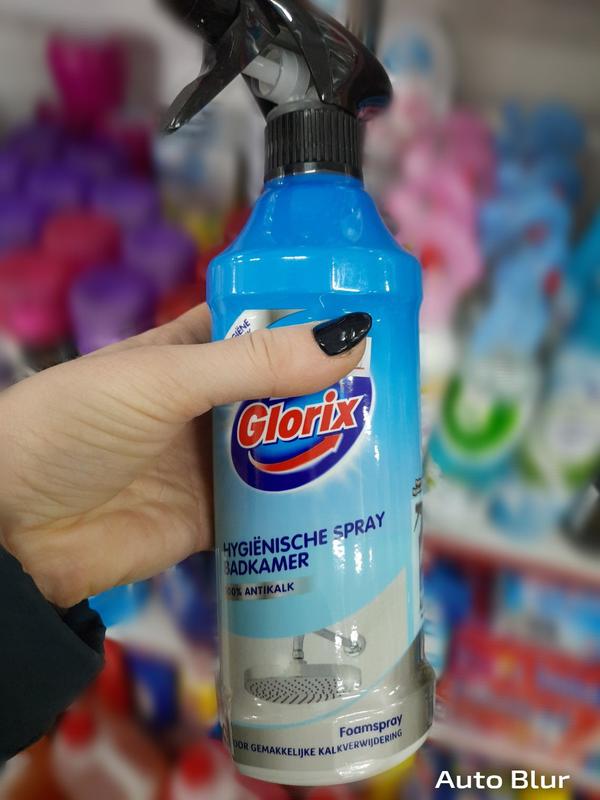 Glorix
HYGIËNISCHE SPRAY
BADKAMER
100% ANTIKALK
Foamspray
VOOR GEMAKKELIJKE KALKVERWIJDERING
Auto Blur